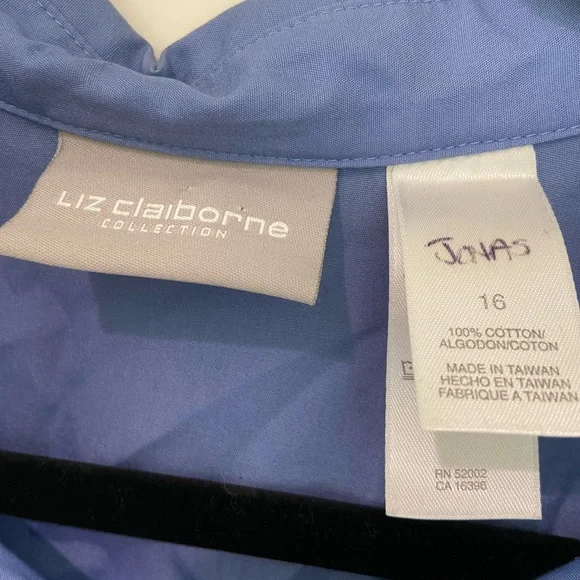 Liz claiborne
COLLECTION
JONAS
16
100% COTTON/
ALGODON/COTON
MADE IN TAIWAN
HECHO EN TAIWAN
FABRIQUE A TAIWAN
RN 52002
CA 16396